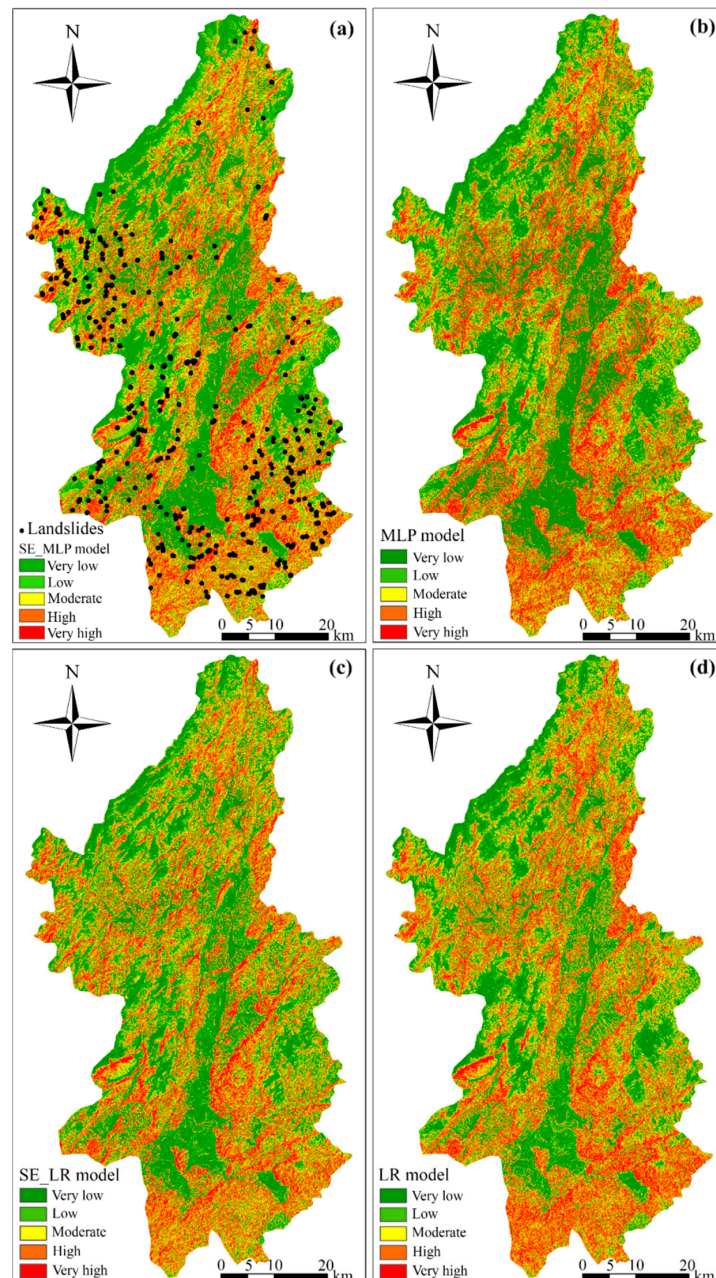 (a)
N
• Landslides
SE_MLP model
Very low
Low
Moderate
High
Very high
0 5 10 20
km
(b)
N
MLP model
Very low
Low
Moderate
High
Very high
0 5 10 20
km
(c)
N
SE_LR model
Very low
Low
Moderate
High
Very high
0 5 10 20
km
(d)
N
LR model
Very low
Low
Moderate
High
Very high
0 5 10 20
km